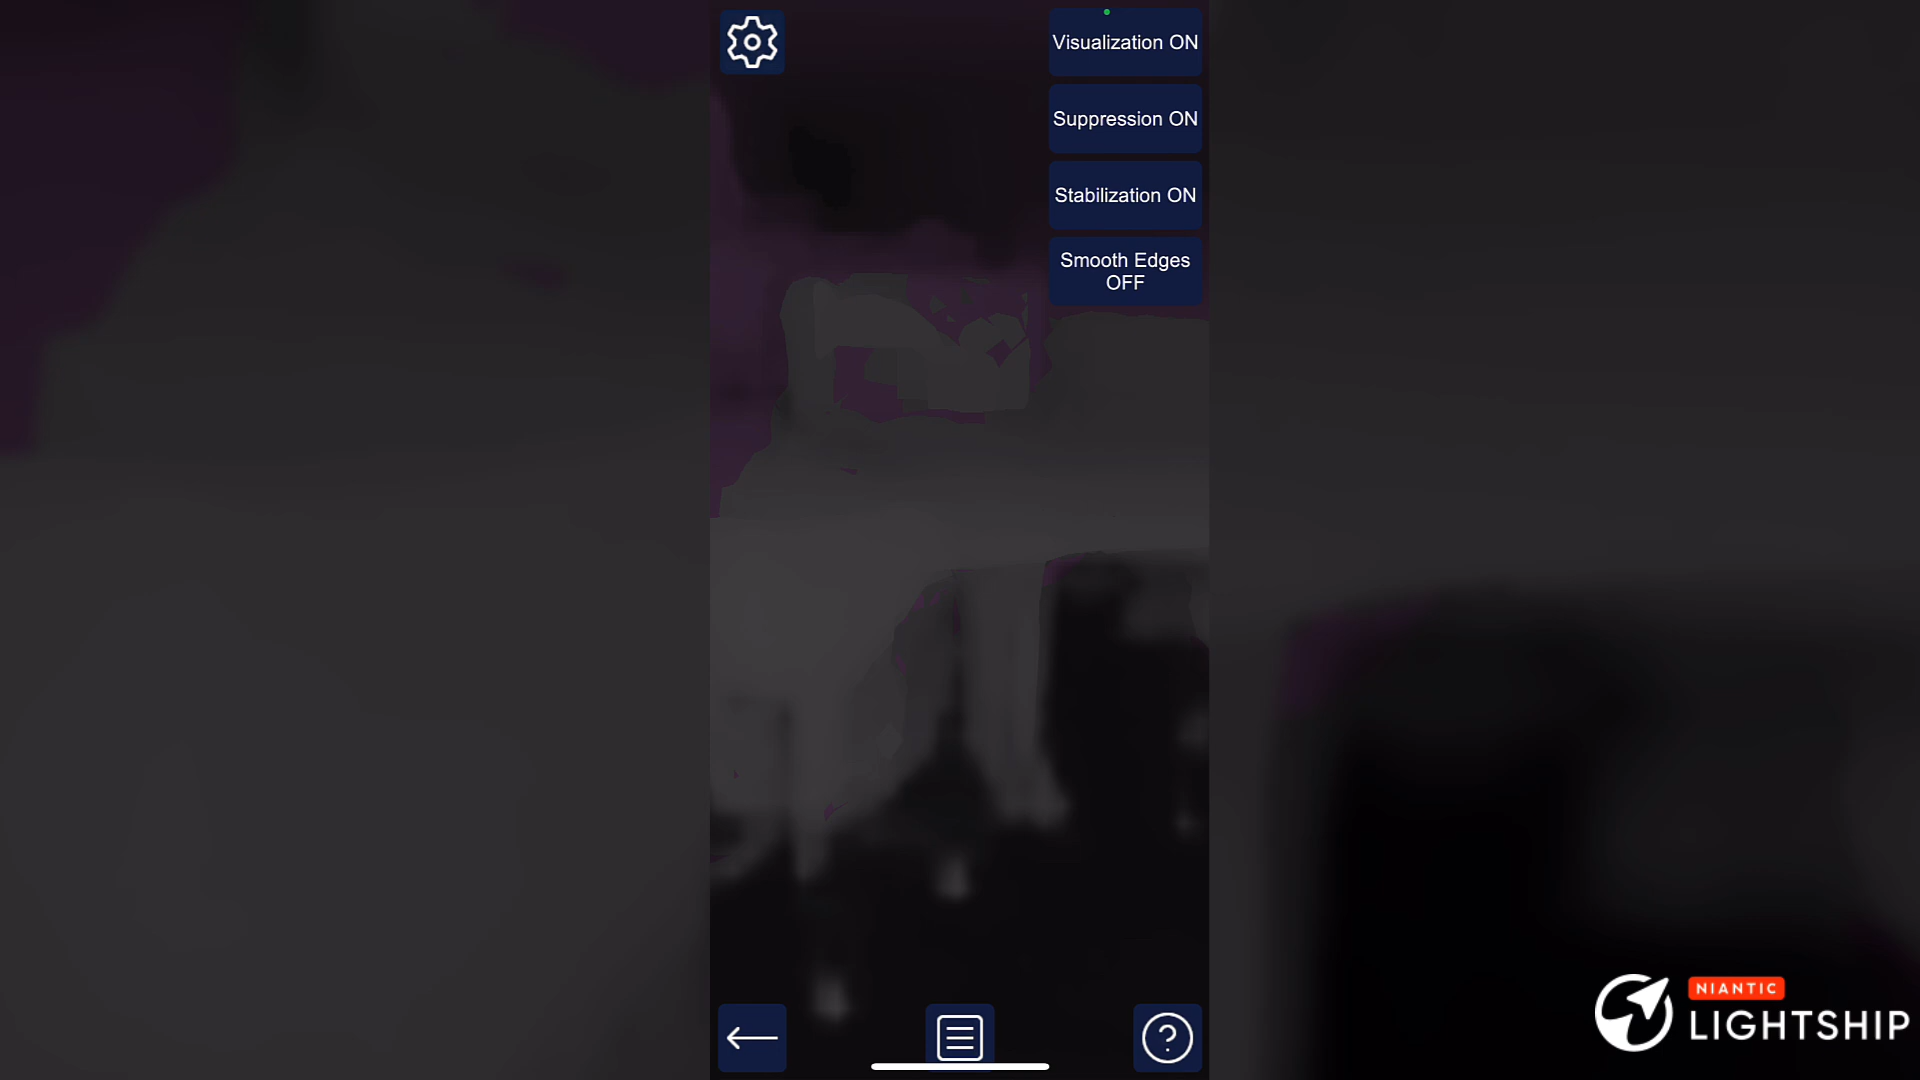 Visualization ON
Suppression ON
Stabilization ON
Smooth Edges
OFF
NIANTIC
LIGHTSHIP